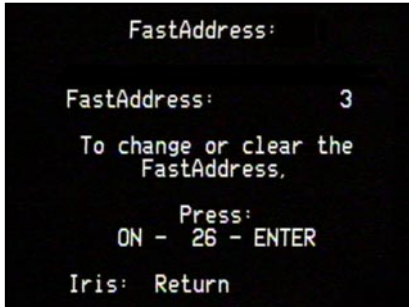 FastAddress:
FastAddress: 3
To change or clear the
FastAddress,
Press:
ON - 26 - ENTER
Iris: Return